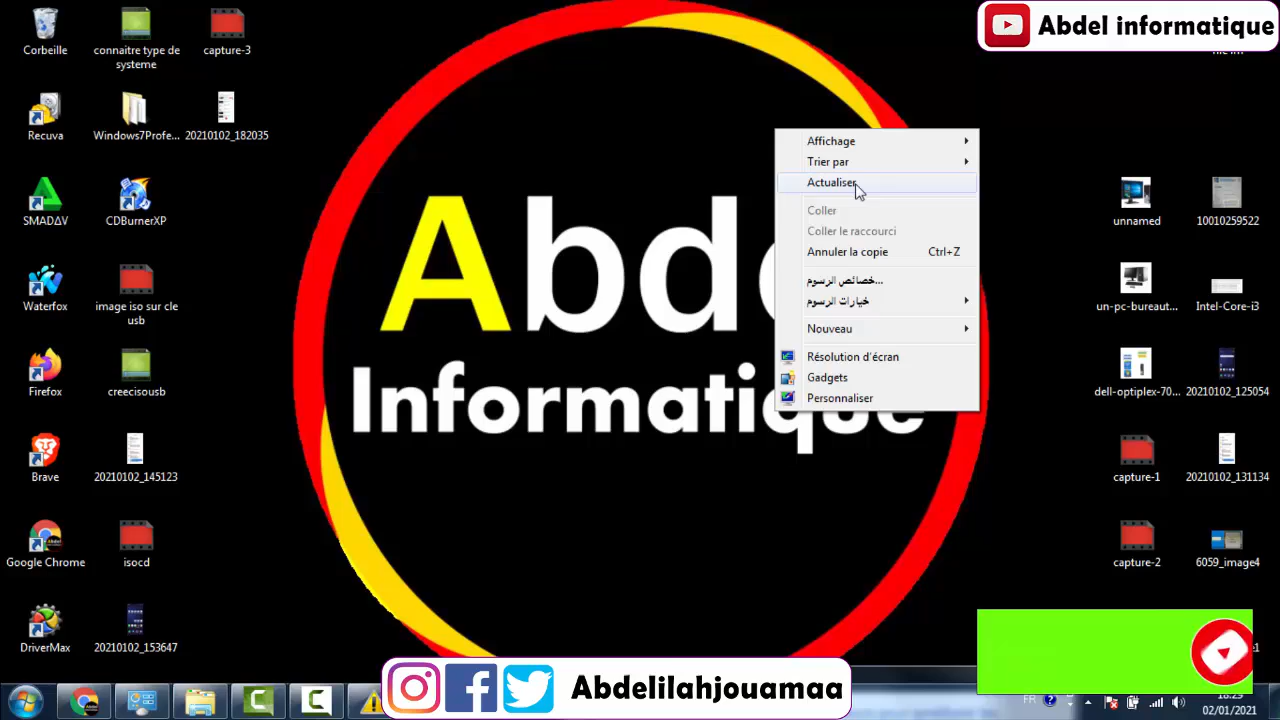 Abdel informatique
Corbeille
connaitre type de
systeme
capture-3
Recuva
Windows7Profe...
20210102_182035
SMADΔV
CDBurnerXP
Waterfox
image iso sur cle
usb
Firefox
creecisousb
Brave
20210102_145123
Google Chrome
isocd
DriverMax
20210102_153647
Abde
Informatique
Affichage
Trier par
Actualiser
Coller
Coller le raccourci
Annuler la copie Ctrl+Z
خصائص الرسوم...
خيارات الرسوم
Nouveau
Résolution d'écran
Gadgets
Personnaliser
unnamed
10010259522
un-pc-bureaut...
Intel-Core-i3
dell-optiplex-70...
20210102_125054
capture-1
20210102_131134
capture-2
6059_image4
Abdelilahjouamaa
FR
18:29
02/01/2021